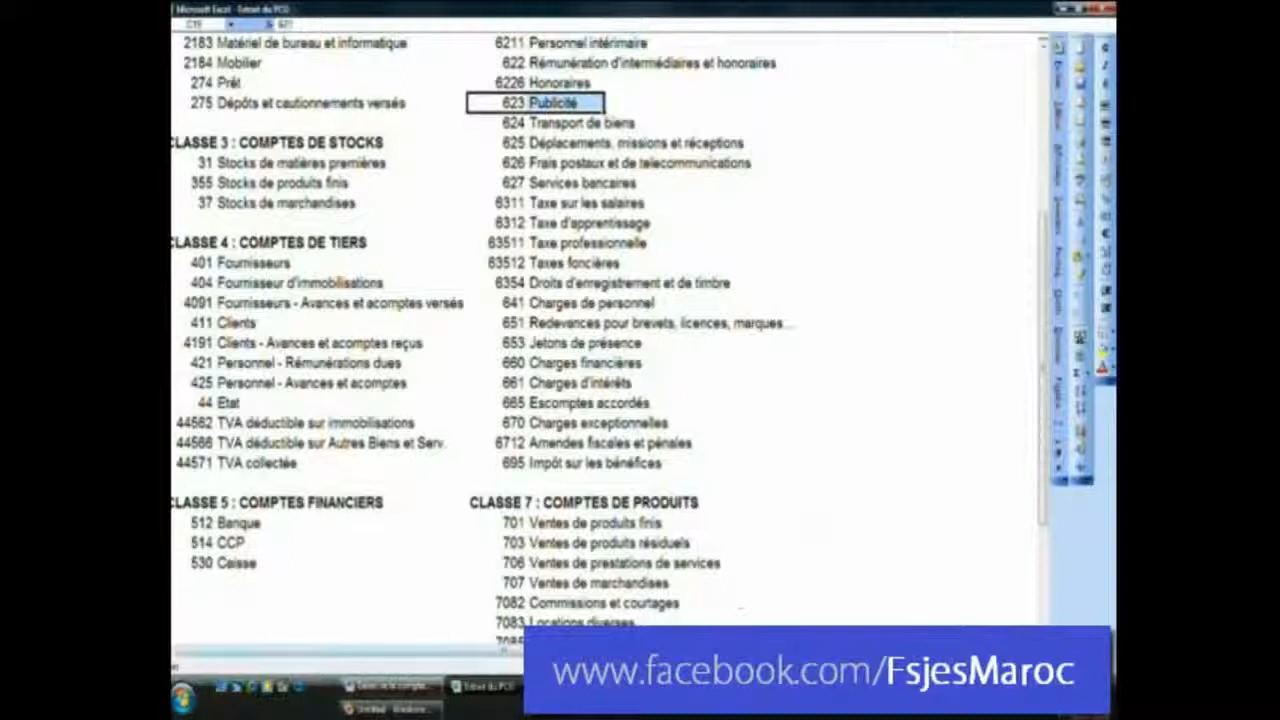 Microsoft Excel - Extrait du PCG
2183 Matériel de bureau et informatique
2184 Mobilier
274 Prêt
275 Dépôts et cautionnements versés
CLASSE 3 : COMPTES DE STOCKS
31 Stocks de matières premières
355 Stocks de produits finis
37 Stocks de marchandises
CLASSE 4 : COMPTES DE TIERS
401 Fournisseurs
404 Fournisseur d'immobilisations
4091 Fournisseurs - Avances et acomptes versés
411 Clients
4191 Clients - Avances et acomptes reçus
421 Personnel - Rémunérations dues
425 Personnel - Avances et acomptes
44 Etat
44562 TVA déductible sur immobilisations
44566 TVA déductible sur Autres Biens et Serv.
44571 TVA collectée
CLASSE 5 : COMPTES FINANCIERS
512 Banque
514 CCP
530 Caisse
6211 Personnel intérimaire
622 Rémunération d'intermédiaires et honoraires
6226 Honoraires
623 Publicité
624 Transport de biens
625 Déplacements, missions et réceptions
626 Frais postaux et de telecommunications
627 Services bancaires
6311 Taxe sur les salaires
6312 Taxe d'apprentissage
63511 Taxe professionnelle
63512 Taxes foncières
6354 Droits d'enregistrement et de timbre
641 Charges de personnel
651 Redevances pour brevets, licences, marques...
653 Jetons de présence
660 Charges financières
661 Charges d'intérêts
665 Escomptes accordés
670 Charges exceptionnelles
6712 Amendes fiscales et pénales
695 Impôt sur les bénéfices
CLASSE 7 : COMPTES DE PRODUITS
701 Ventes de produits finis
703 Ventes de produits résiduels
706 Ventes de prestations de services
707 Ventes de marchandises
7082 Commissions et courtages
7083 Locations diverses
www.facebook.com/FsjesMaroc
Extrait du PCG